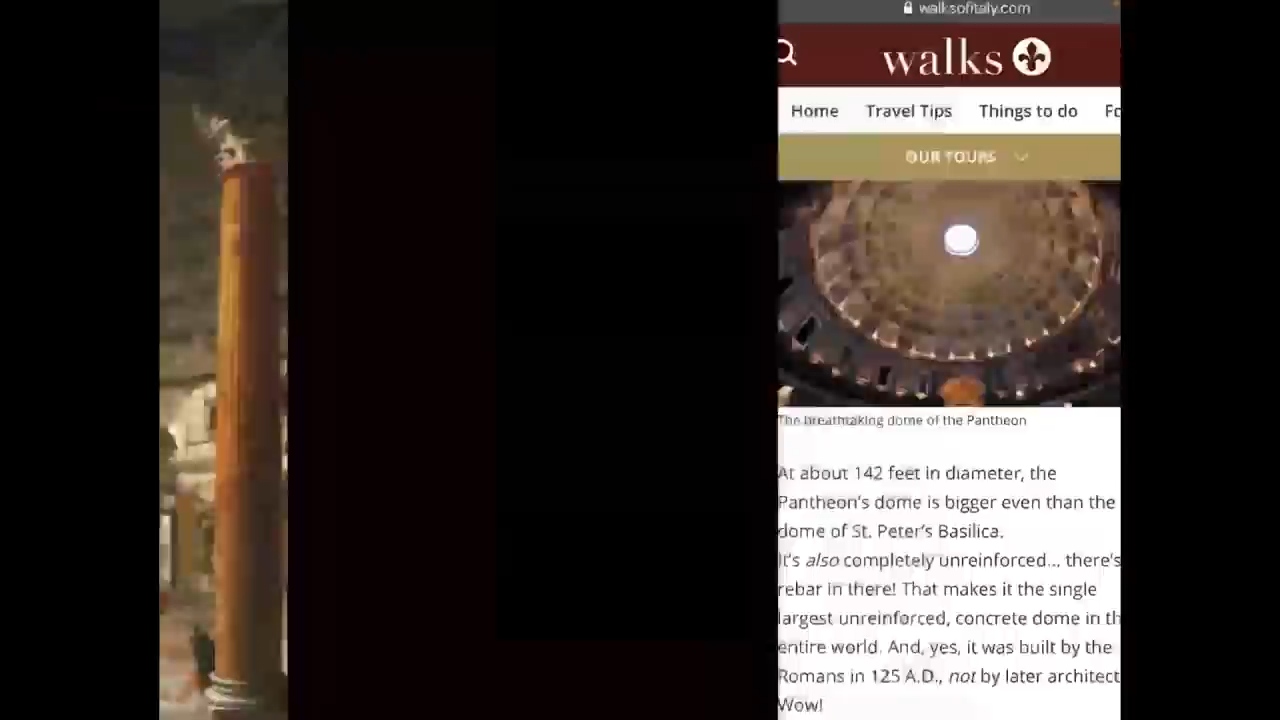 walksofitaly.com
walks
Home Travel Tips Things to do
OUR TOURS
The breathtaking dome of the Pantheon
At about 142 feet in diameter, the
Pantheon's dome is bigger even than the
dome of St. Peter's Basilica.
It's also completely unreinforced... there's
rebar in there! That makes it the single
largest unreinforced, concrete dome in th
entire world. And, yes, it was built by the
Romans in 125 A.D., not by later architect
Wow!